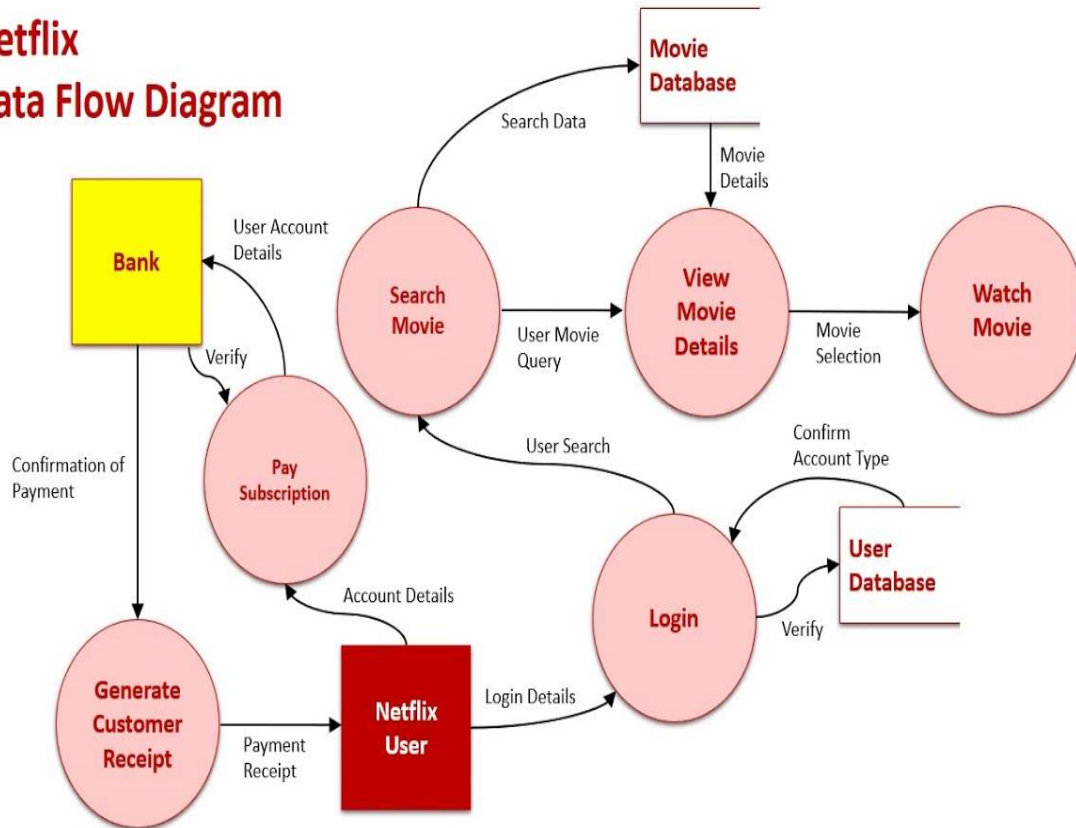 etflix
ata Flow Diagram
Movie
Database
Search Data
Movie
Details
User Account
Details
Bank
Search
Movie
View
Movie
Details
Watch
Movie
User Movie
Query
Movie
Selection
Verify
Confirmation of
Payment
Pay
Subscription
User Search
Confirm
Account Type
User
Database
Account Details
Login
Verify
Generate
Customer
Receipt
Netflix
User
Login Details
Payment
Receipt